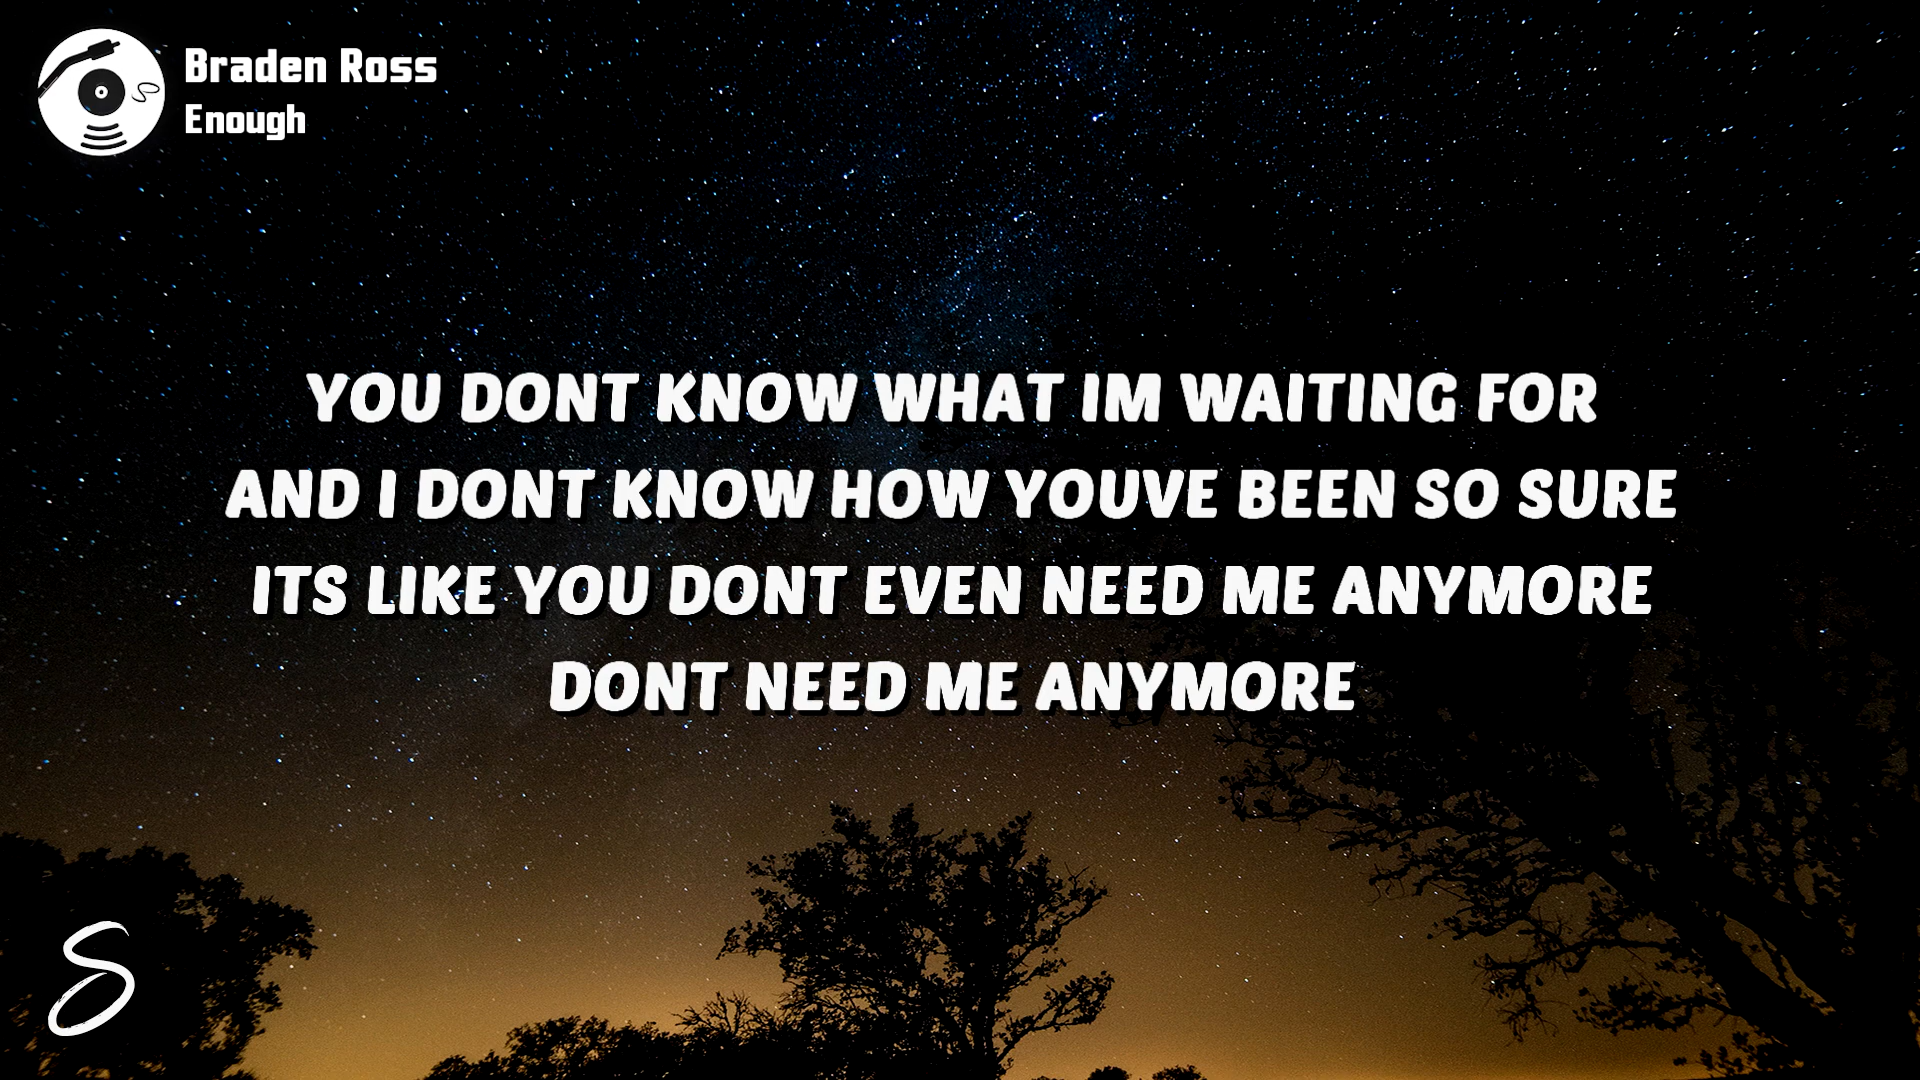 Braden Ross
Enough
YOU DONT KNOW WHAT IM WAITING FOR
AND I DONT KNOW HOW YOUVE BEEN SO SURE
ITS LIKE YOU DONT EVEN NEED ME ANYMORE
DONT NEED ME ANYMORE
S